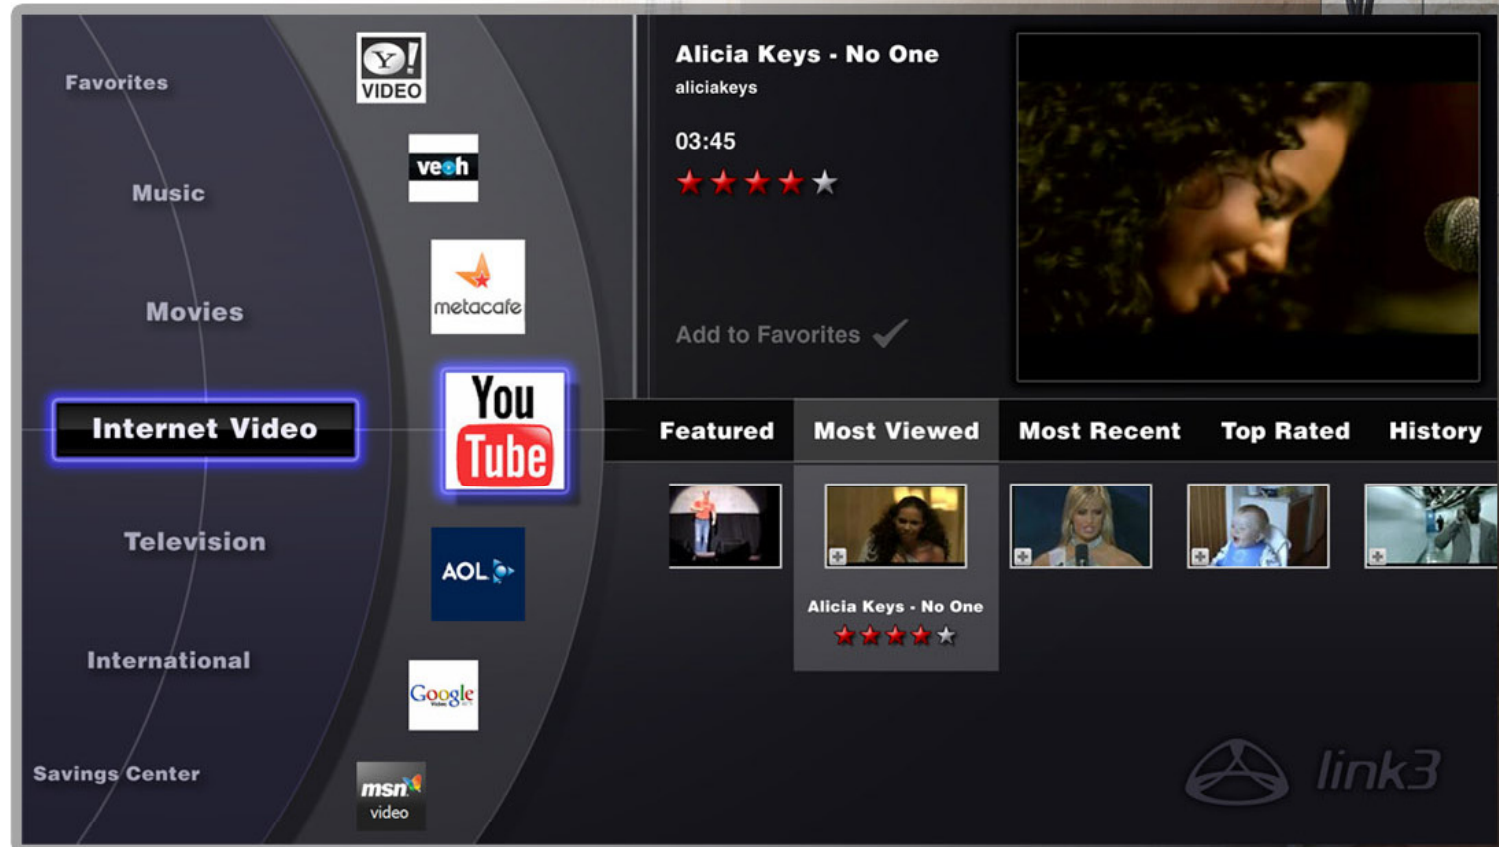 Favorites
Music
Movies
Internet Video
Television
International
Savings Center
Y!
VIDEO
veoh
metacafe
You
Tube
AOL
Google
msn
video
Alicia Keys - No One
aliciakeys
03:45
Add to Favorites
Featured
Most Viewed
Most Recent
Top Rated
History
Alicia Keys - No One
link3